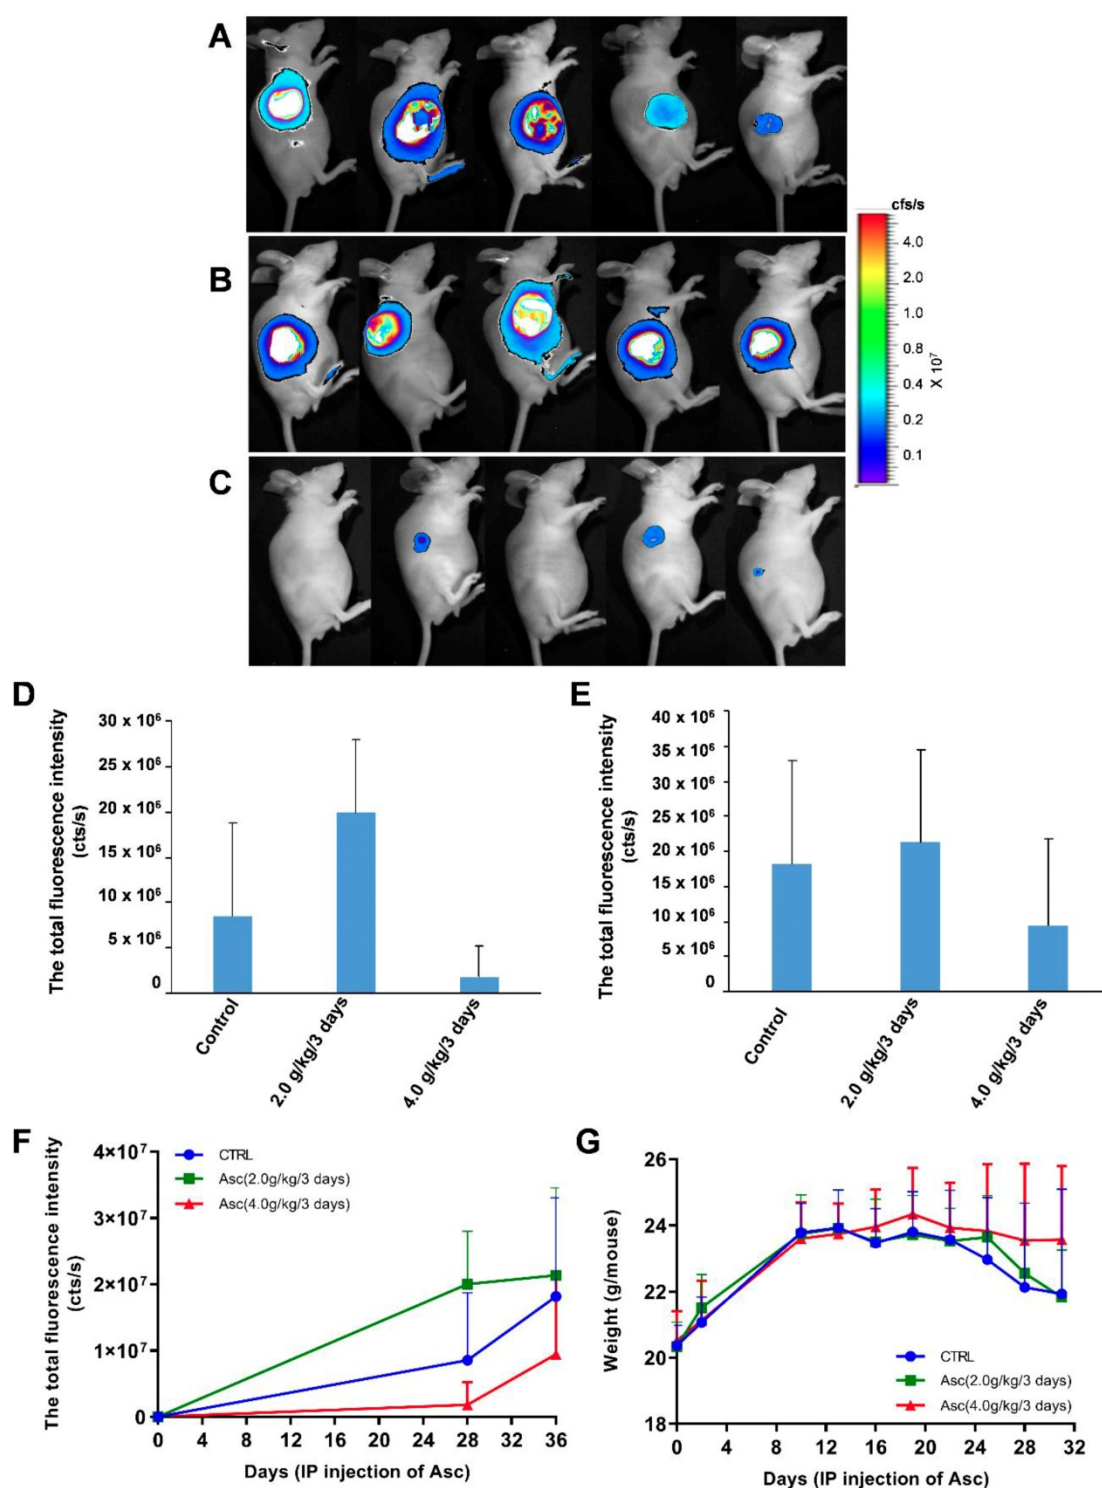 A
B
C
cfs/s
4.0
2.0
1.0
0.8
0.4
0.2
0.1
X 10⁷
D
The total fluorescence intensity
(cts/s)
30 x 10⁶
25 x 10⁶
20 x 10⁶
15 x 10⁶
10 x 10⁶
5 x 10⁶
0
Control
2.0 g/kg/3 days
4.0 g/kg/3 days
E
The total fluorescence intensity
(cts/s)
40 x 10⁶
35 x 10⁶
30 x 10⁶
25 x 10⁶
20 x 10⁶
15 x 10⁶
10 x 10⁶
5 x 10⁶
0
Control
2.0 g/kg/3 days
4.0 g/kg/3 days
F
The total fluorescence intensity
(cts/s)
4×10⁷
3×10⁷
2×10⁷
1×10⁷
0
CTRL
Asc(2.0g/kg/3 days)
Asc(4.0g/kg/3 days)
0 4 8 12 16 20 24 28 32 36
Days (IP injection of Asc)
G
Weight (g/mouse)
26
24
22
20
18
CTRL
Asc(2.0g/kg/3 days)
Asc(4.0g/kg/3 days)
0 4 8 12 16 20 24 28 32
Days (IP injection of Asc)